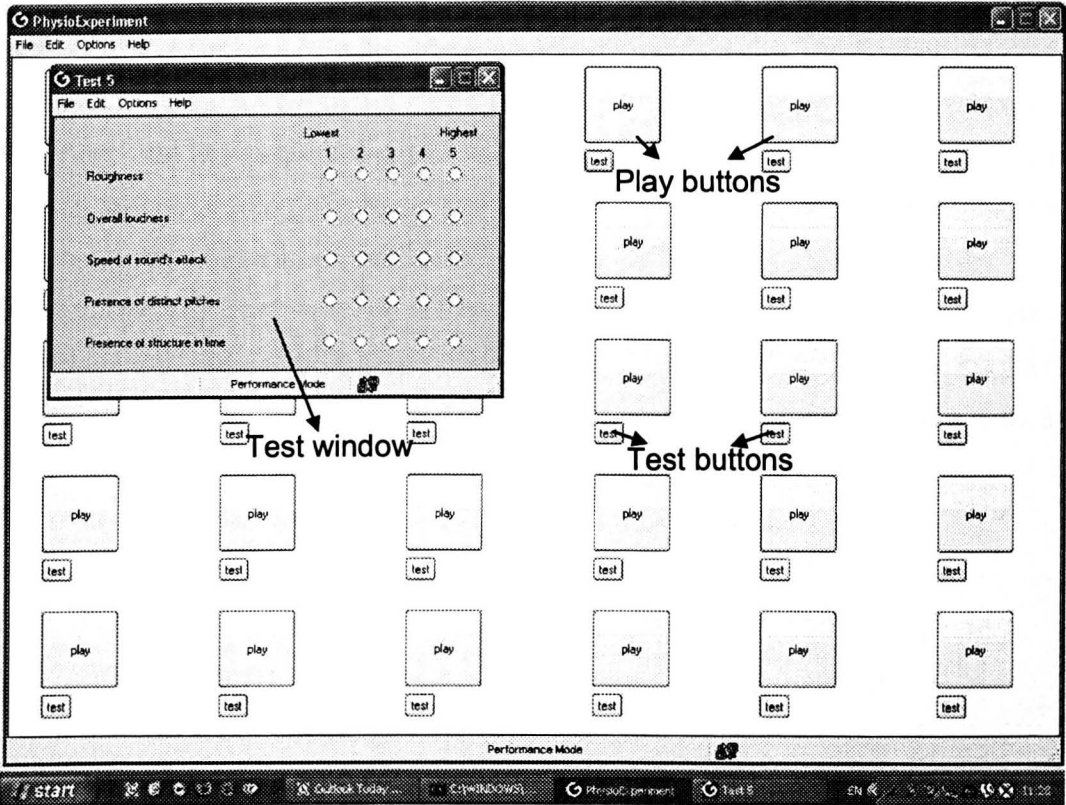 PhysioExperiment
File Edit Options Help
Test 5
File Edit Options Help
Lowest Highest
1 2 3 4 5
Roughness
Overall loudness
Speed of sound's attack
Presence of distinct pitches
Presence of structure in time
Performance Mode
play play play
test test test
Play buttons
play play play
test test test
play play play
test test test test test test
Test window
Test buttons
play play play play play play
test test test test test test
play play play play play play
test test test test test test
Performance Mode
start Outlook Today ... C:\WINDOWS\... PhysioExperiment Test 5 EN 11:28